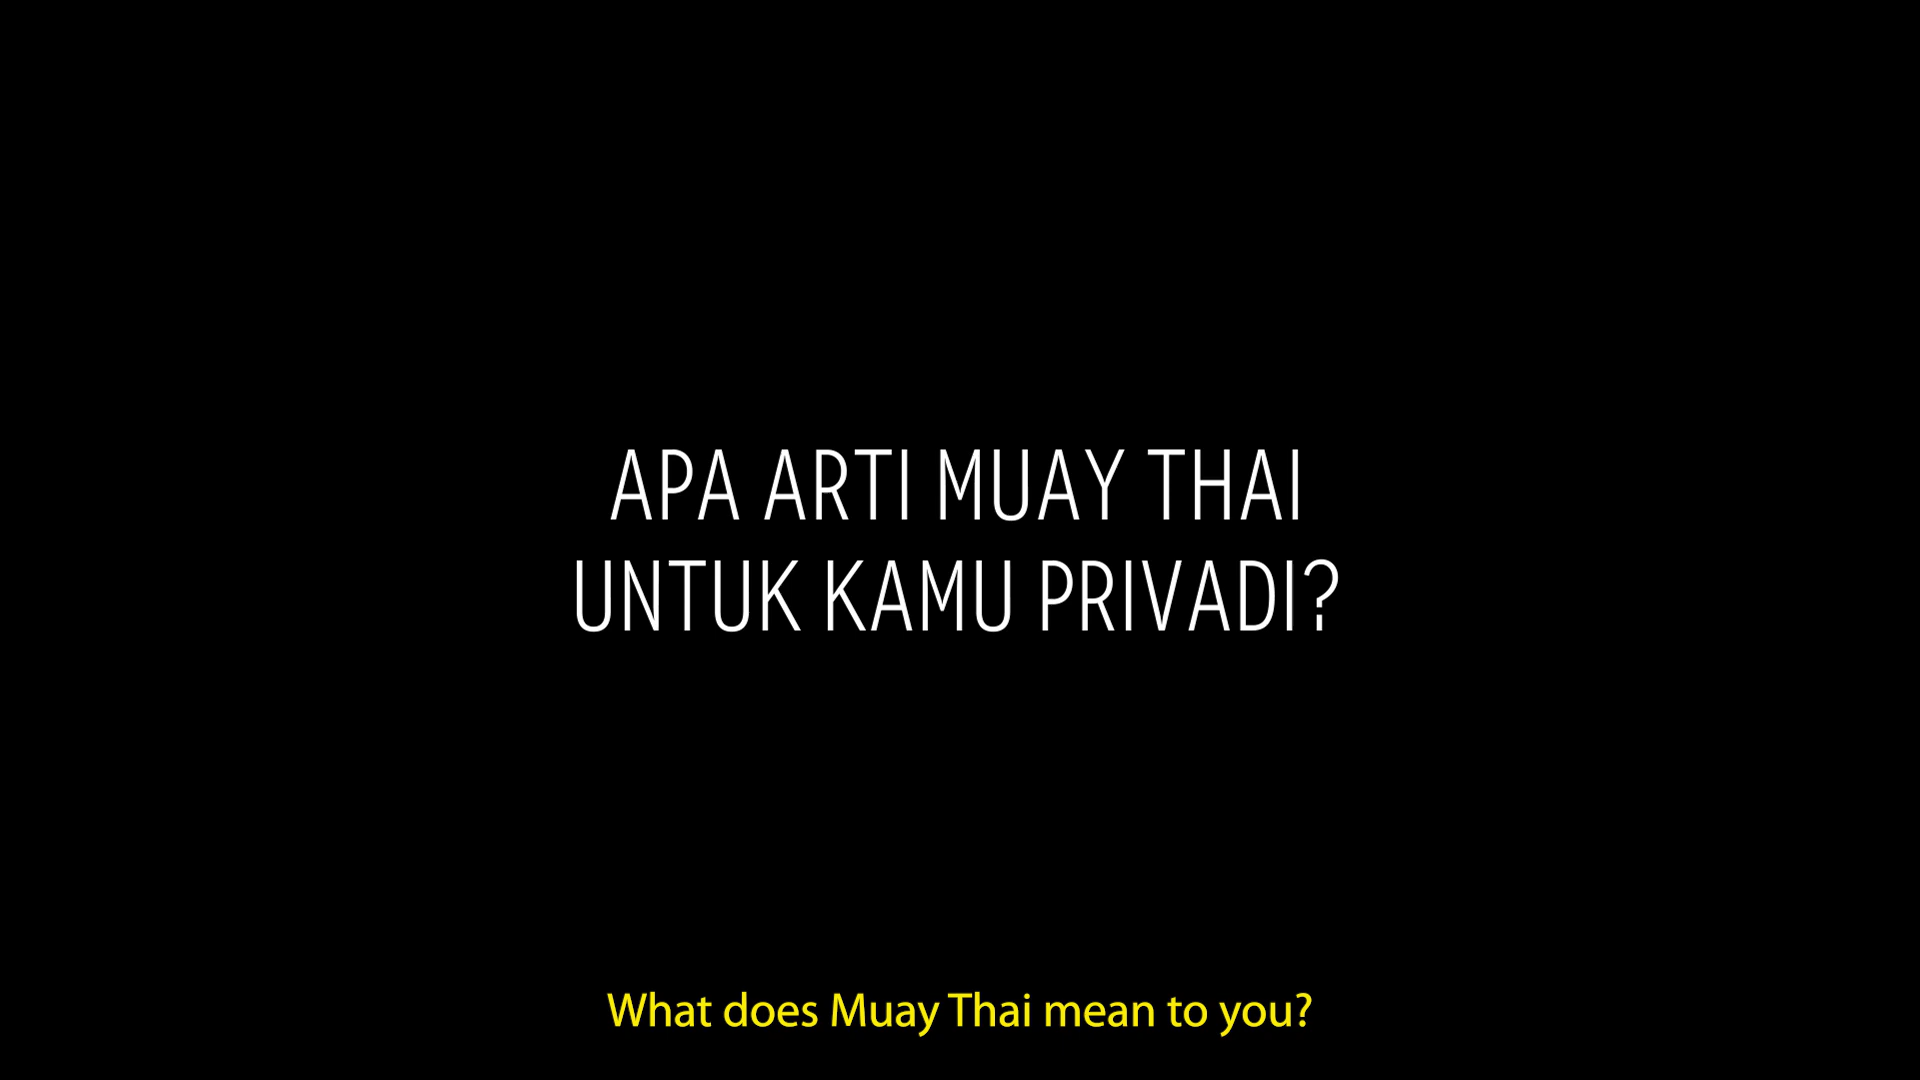 APA ARTI MUAY THAI
UNTUK KAMU PRIVADI?
What does Muay Thai mean to you?